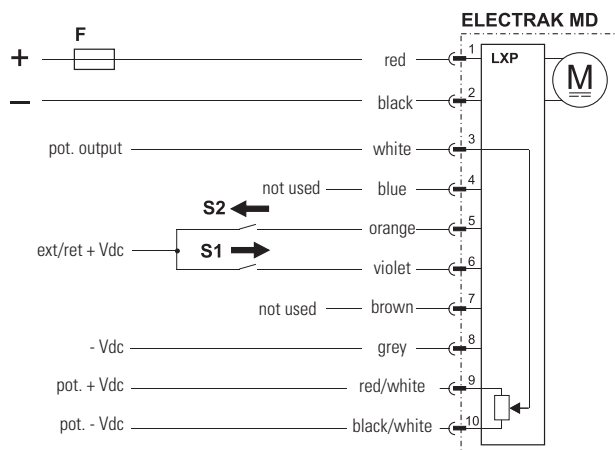 ELECTRAK MD
F
+ red 1 LXP
M
– black 2
pot. output white 3
not used blue 4
S2
orange 5
ext/ret + Vdc
S1
violet 6
not used brown 7
- Vdc grey 8
pot. + Vdc red/white 9
pot. - Vdc black/white 10